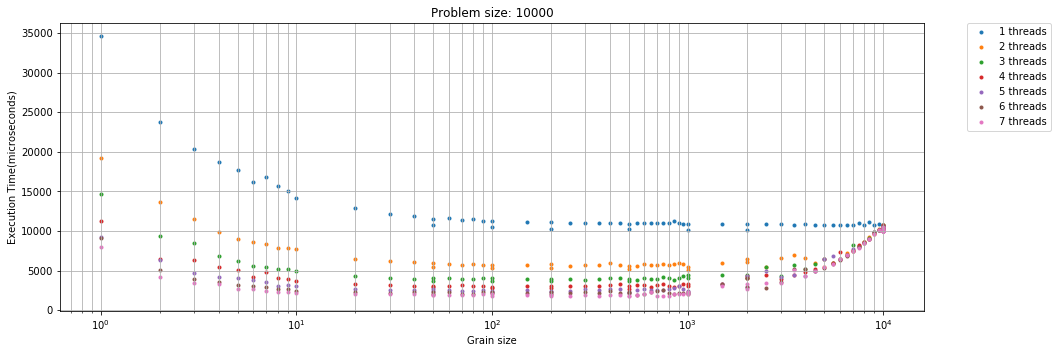 Problem size: 10000
Execution Time(microseconds)
35000
30000
25000
20000
15000
10000
5000
0
10⁰ 10¹ 10² 10³ 10⁴
Grain size
1 threads
2 threads
3 threads
4 threads
5 threads
6 threads
7 threads